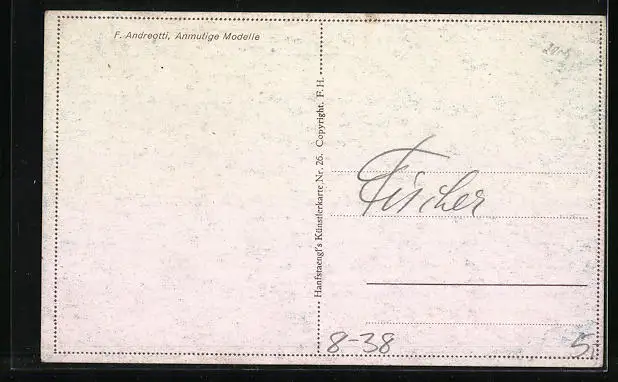 F. Andreotti, Anmutige Modelle
Hanfstaengl's Künstlerkarte Nr. 26. Copyright. F. H.
Fischer
8-38
5,-